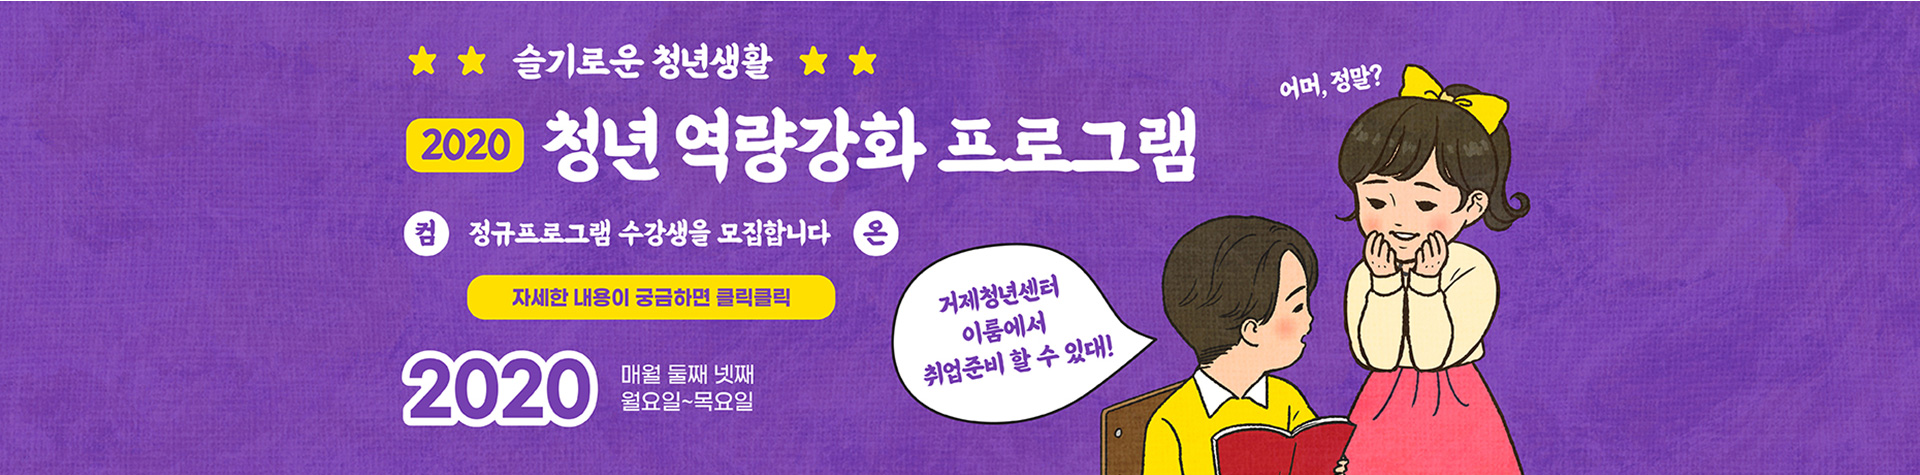 슬기로운 청년생활
2020 청년 역량강화 프로그램
컴 정규프로그램 수강생을 모집합니다 온
자세한 내용이 궁금하면 클릭클릭
2020
매월 둘째 넷째
월요일~목요일
거제청년센터
이룸에서
취업준비 할 수 있대!
어머, 정말?